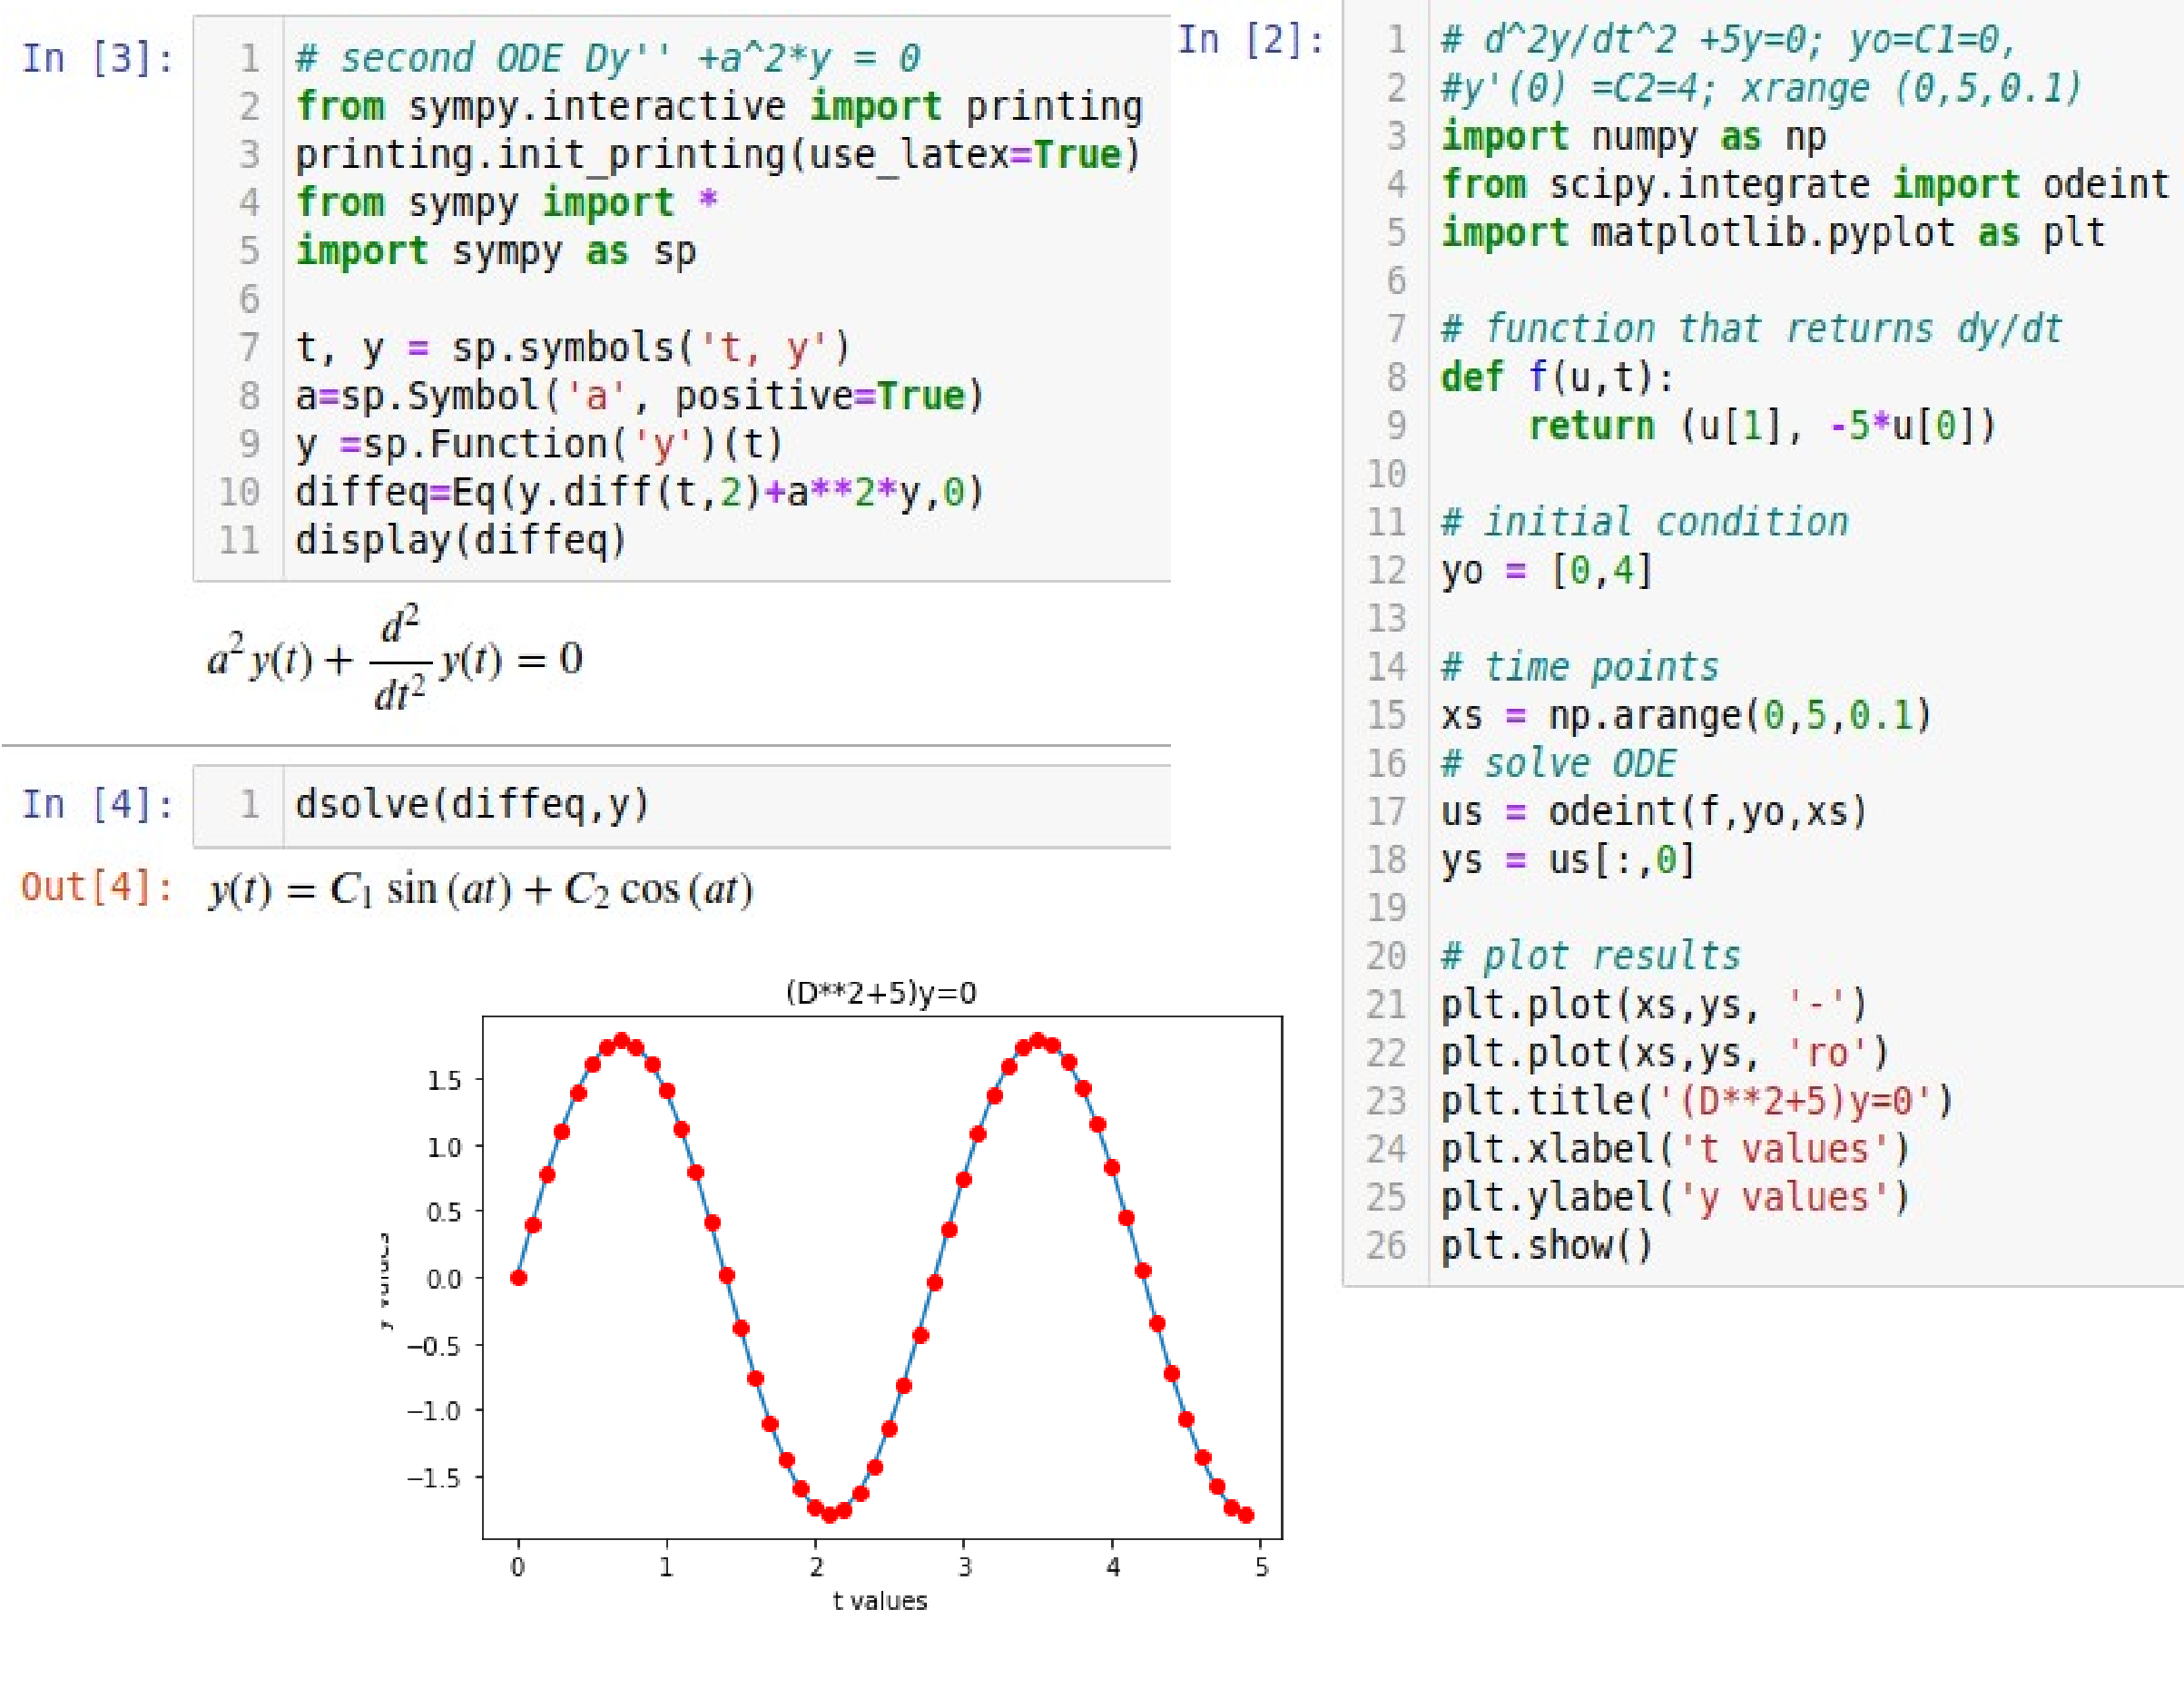 In [3]:
1 # second ODE Dy'' +a^2*y = 0
2 from sympy.interactive import printing
3 printing.init_printing(use_latex=True)
4 from sympy import *
5 import sympy as sp
6
7 t, y = sp.symbols('t, y')
8 a=sp.Symbol('a', positive=True)
9 y =sp.Function('y')(t)
10 diffeq=Eq(y.diff(t,2)+a**2*y,0)
11 display(diffeq)
a² y(t) + d²/dt² y(t) = 0
In [4]:
1 dsolve(diffeq,y)
Out[4]: y(t) = C₁ sin (at) + C₂ cos (at)
(D**2+5)y=0
1.5
1.0
0.5
0.0
−0.5
−1.0
−1.5
y values
0 1 2 3 4 5
t values
In [2]:
1 # d^2y/dt^2 +5y=0; yo=C1=0,
2 #y'(0) =C2=4; xrange (0,5,0.1)
3 import numpy as np
4 from scipy.integrate import odeint
5 import matplotlib.pyplot as plt
6
7 # function that returns dy/dt
8 def f(u,t):
9     return (u[1], -5*u[0])
10
11 # initial condition
12 yo = [0,4]
13
14 # time points
15 xs = np.arange(0,5,0.1)
16 # solve ODE
17 us = odeint(f,yo,xs)
18 ys = us[:,0]
19
20 # plot results
21 plt.plot(xs,ys, '-')
22 plt.plot(xs,ys, 'ro')
23 plt.title('(D**2+5)y=0')
24 plt.xlabel('t values')
25 plt.ylabel('y values')
26 plt.show()